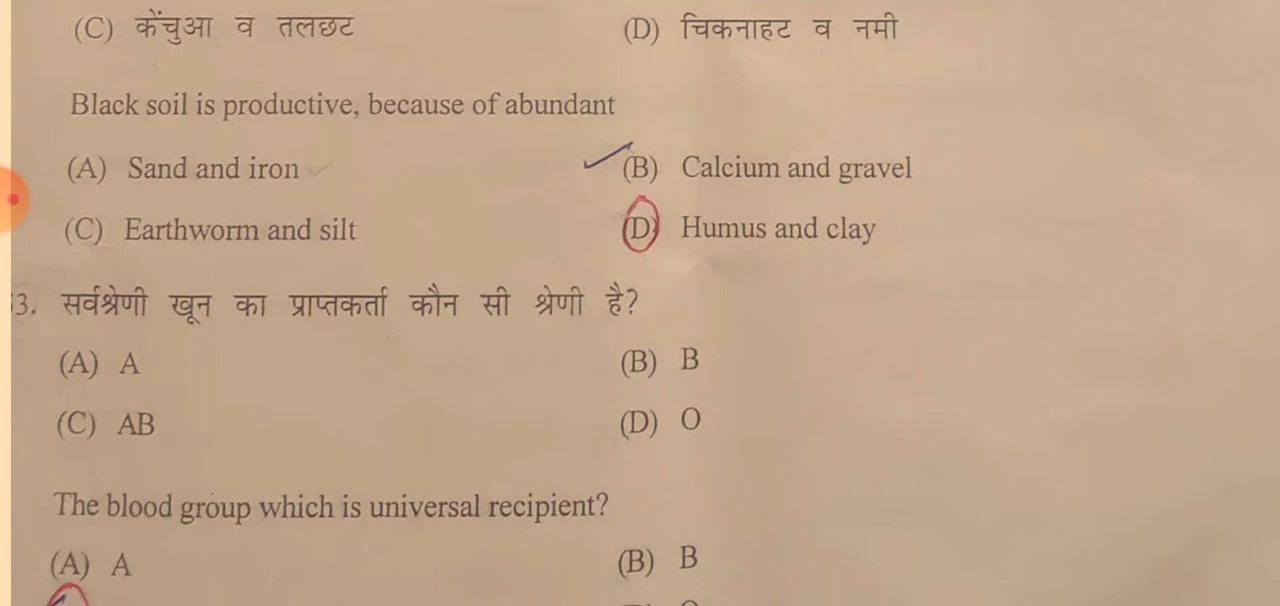 (C) केंचुआ व तलछट (D) चिकनाहट व नमी
Black soil is productive, because of abundant
(A) Sand and iron (B) Calcium and gravel
(C) Earthworm and silt (D) Humus and clay
3. सर्वश्रेणी खून का प्राप्तकर्ता कौन सी श्रेणी है?
(A) A (B) B
(C) AB (D) O
The blood group which is universal recipient?
(A) A (B) B